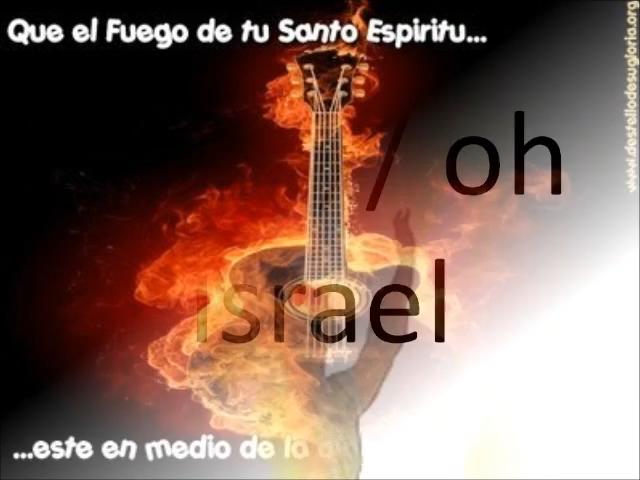 Que el Fuego de tu Santo Espiritu...
/ oh
israel
...este en medio de la
www.destellodesugloria.org